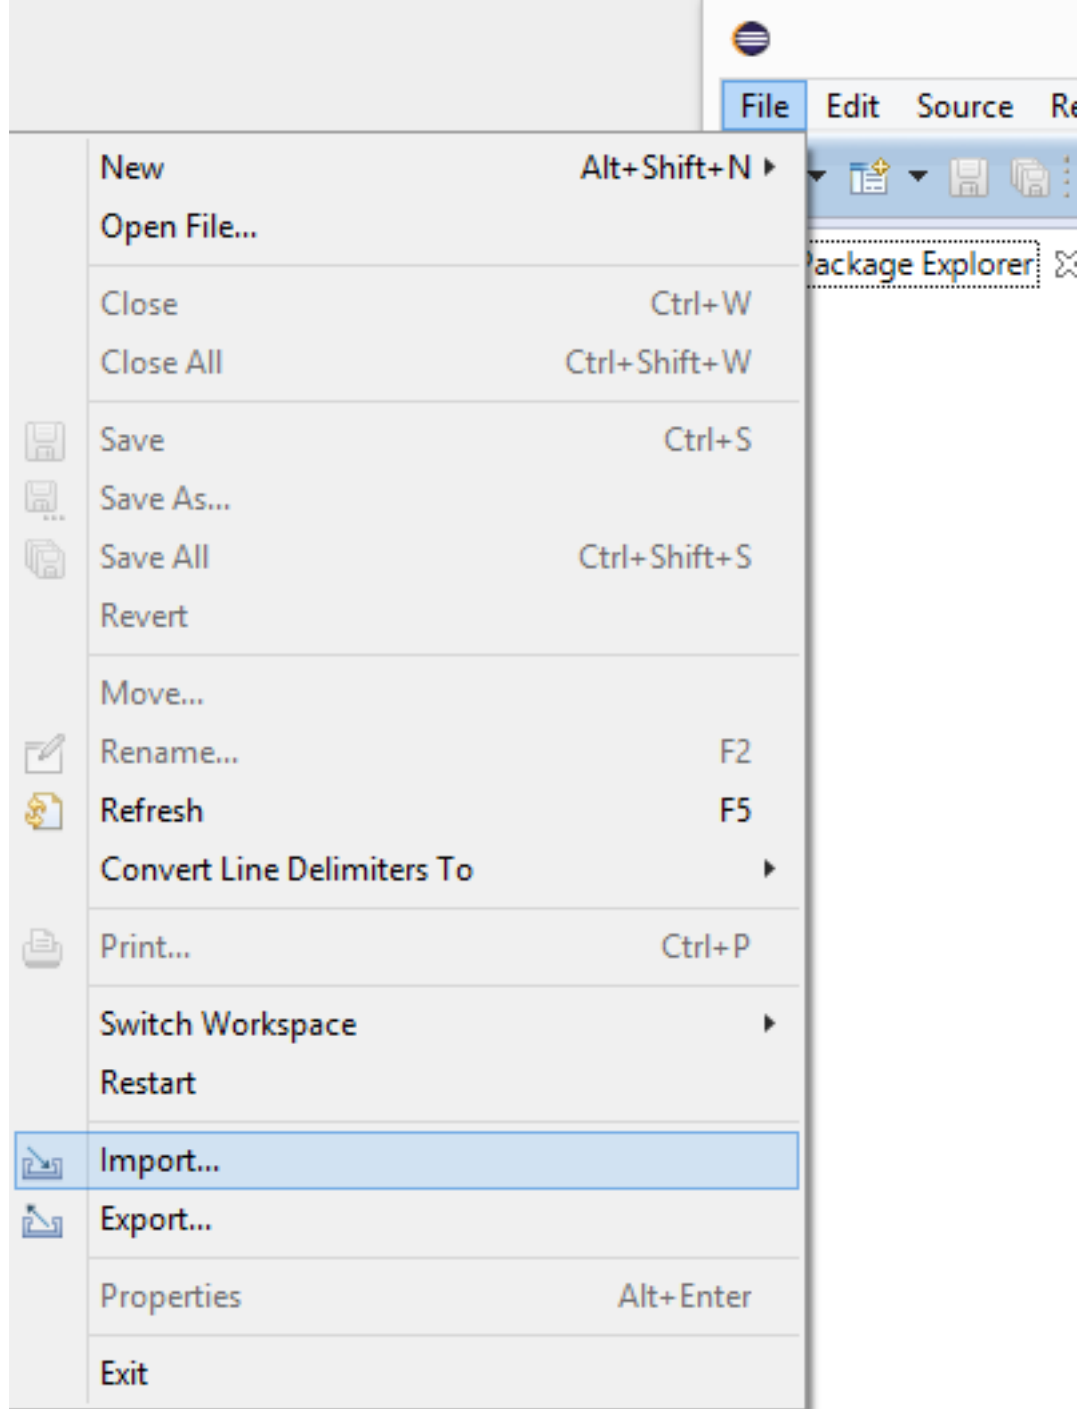 File Edit Source
New Alt+Shift+N
Open File...
Package Explorer
Close Ctrl+W
Close All Ctrl+Shift+W
Save Ctrl+S
Save As...
Save All Ctrl+Shift+S
Revert
Move...
Rename... F2
Refresh F5
Convert Line Delimiters To
Print... Ctrl+P
Switch Workspace
Restart
Import...
Export...
Properties Alt+Enter
Exit